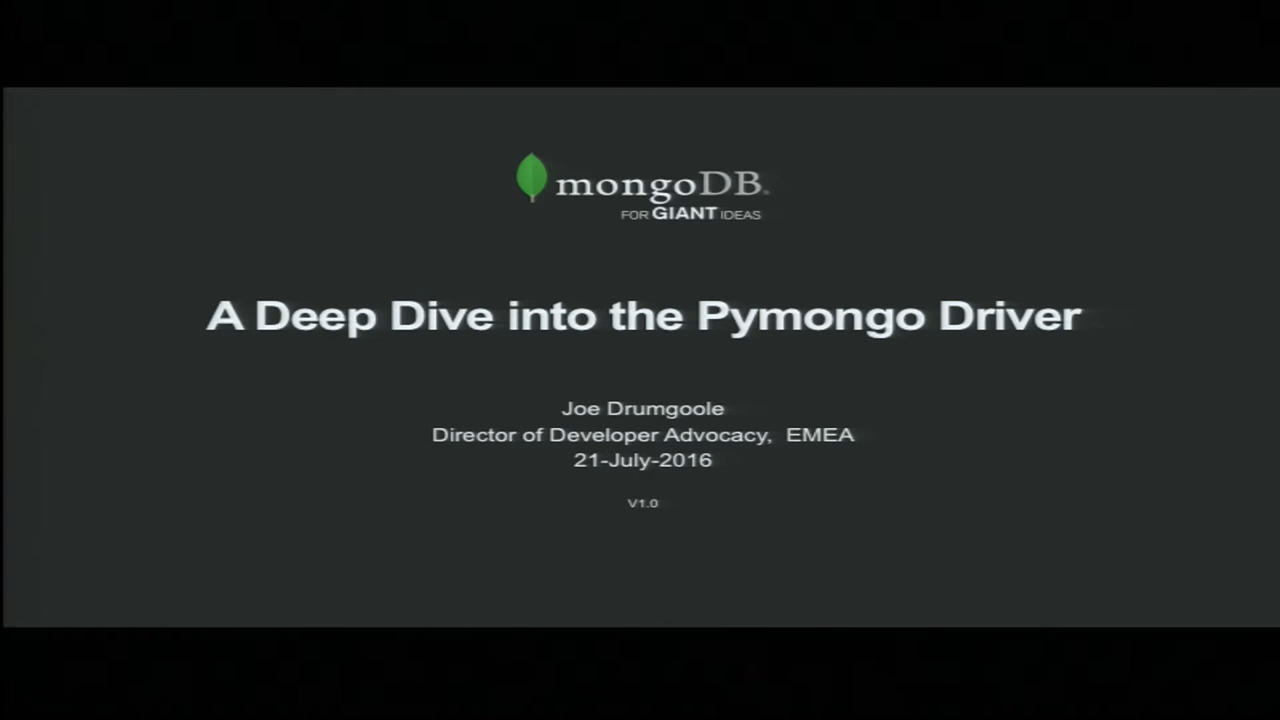 mongoDB.
FOR GIANT IDEAS
A Deep Dive into the Pymongo Driver
Joe Drumgoole
Director of Developer Advocacy, EMEA
21-July-2016
V1.0